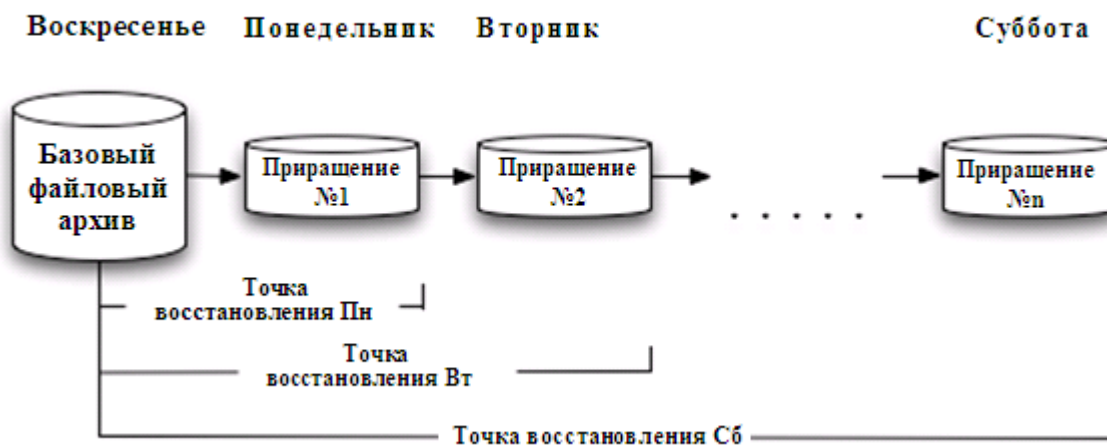 Воскресенье Понедельник Вторник Суббота
Базовый
файловый
архив
Приращение
№1
Приращение
№2
. . . . .
Приращение
№n
Точка
восстановления Пн
Точка
восстановления Вт
Точка восстановления Сб